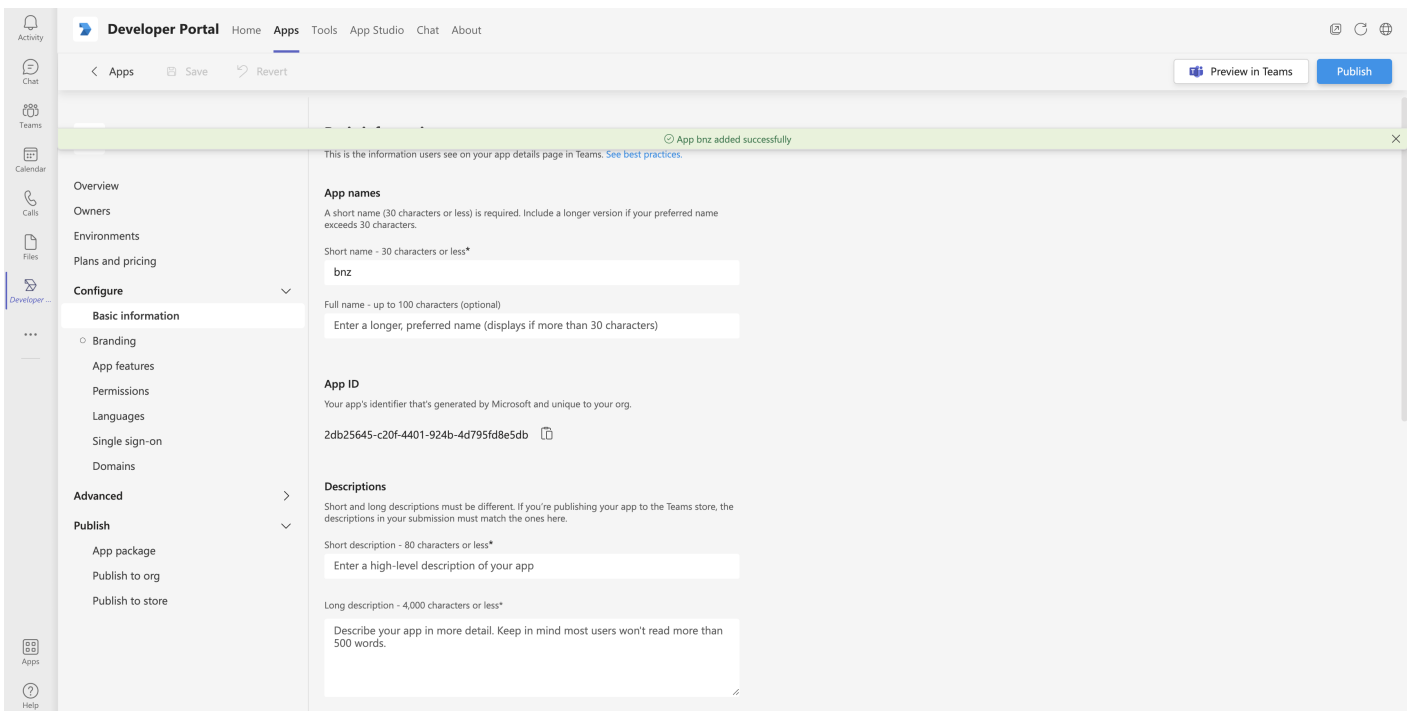 Activity
Chat
Teams
Calendar
Calls
Files
Developer ...
Apps
Help
Developer Portal Home Apps Tools App Studio Chat About
Apps Save Revert
Preview in Teams Publish
App bnz added successfully
Overview
Owners
Environments
Plans and pricing
Configure
Basic information
Branding
App features
Permissions
Languages
Single sign-on
Domains
Advanced
Publish
App package
Publish to org
Publish to store
This is the information users see on your app details page in Teams. See best practices.
App names
A short name (30 characters or less) is required. Include a longer version if your preferred name
exceeds 30 characters.
Short name - 30 characters or less*
bnz
Full name - up to 100 characters (optional)
Enter a longer, preferred name (displays if more than 30 characters)
App ID
Your app's identifier that's generated by Microsoft and unique to your org.
2db25645-c20f-4401-924b-4d795fd8e5db
Descriptions
Short and long descriptions must be different. If you're publishing your app to the Teams store, the
descriptions in your submission must match the ones here.
Short description - 80 characters or less*
Enter a high-level description of your app
Long description - 4,000 characters or less*
Describe your app in more detail. Keep in mind most users won't read more than
500 words.